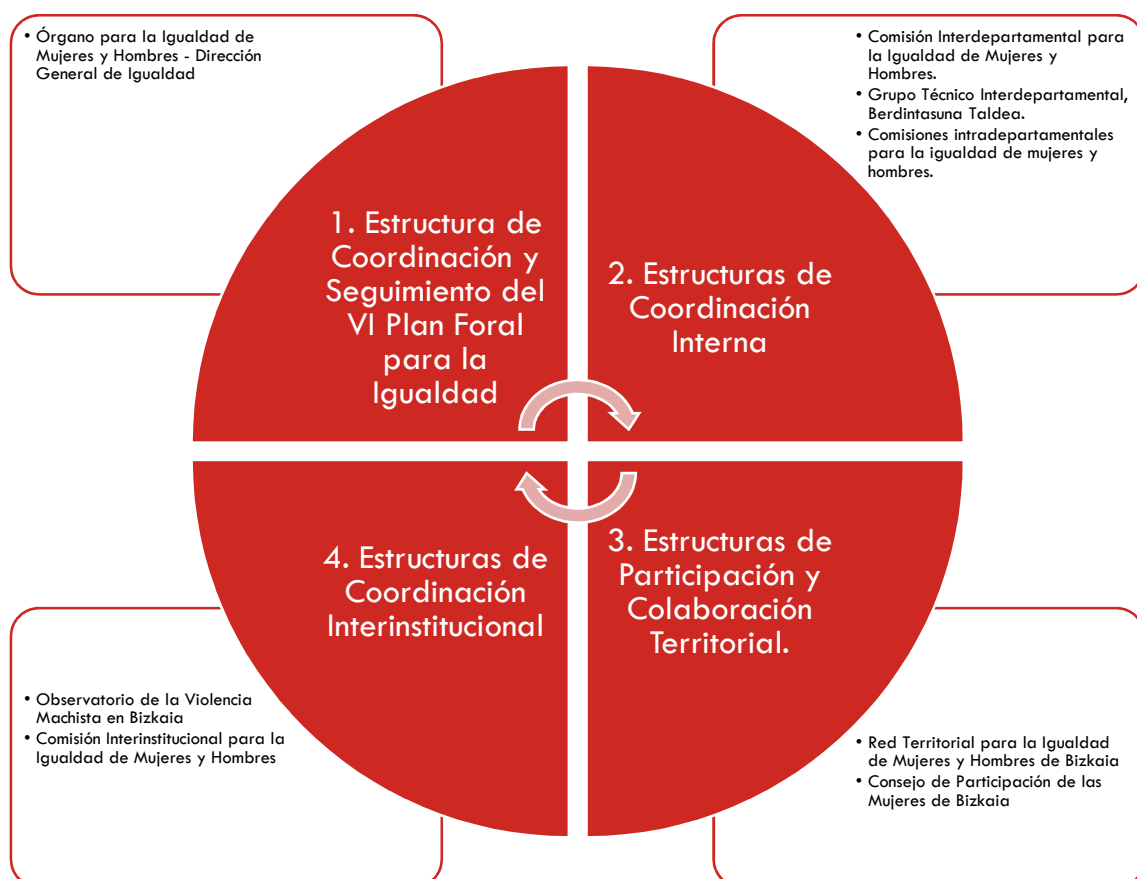 • Órgano para la Igualdad de
Mujeres y Hombres - Dirección
General de Igualdad
• Comisión Interdepartamental para
la Igualdad de Mujeres y
Hombres.
• Grupo Técnico Interdepartamental,
Berdintasuna Taldea.
• Comisiones intradepartamentales
para la igualdad de mujeres y
hombres.
1. Estructura de
Coordinación y
Seguimiento del
VI Plan Foral
para la
Igualdad
2. Estructuras de
Coordinación
Interna
3. Estructuras de
Participación y
Colaboración
Territorial.
4. Estructuras de
Coordinación
Interinstitucional
• Observatorio de la Violencia
Machista en Bizkaia
• Comisión Interinstitucional para la
Igualdad de Mujeres y Hombres
• Red Territorial para la Igualdad
de Mujeres y Hombres de Bizkaia
• Consejo de Participación de las
Mujeres de Bizkaia